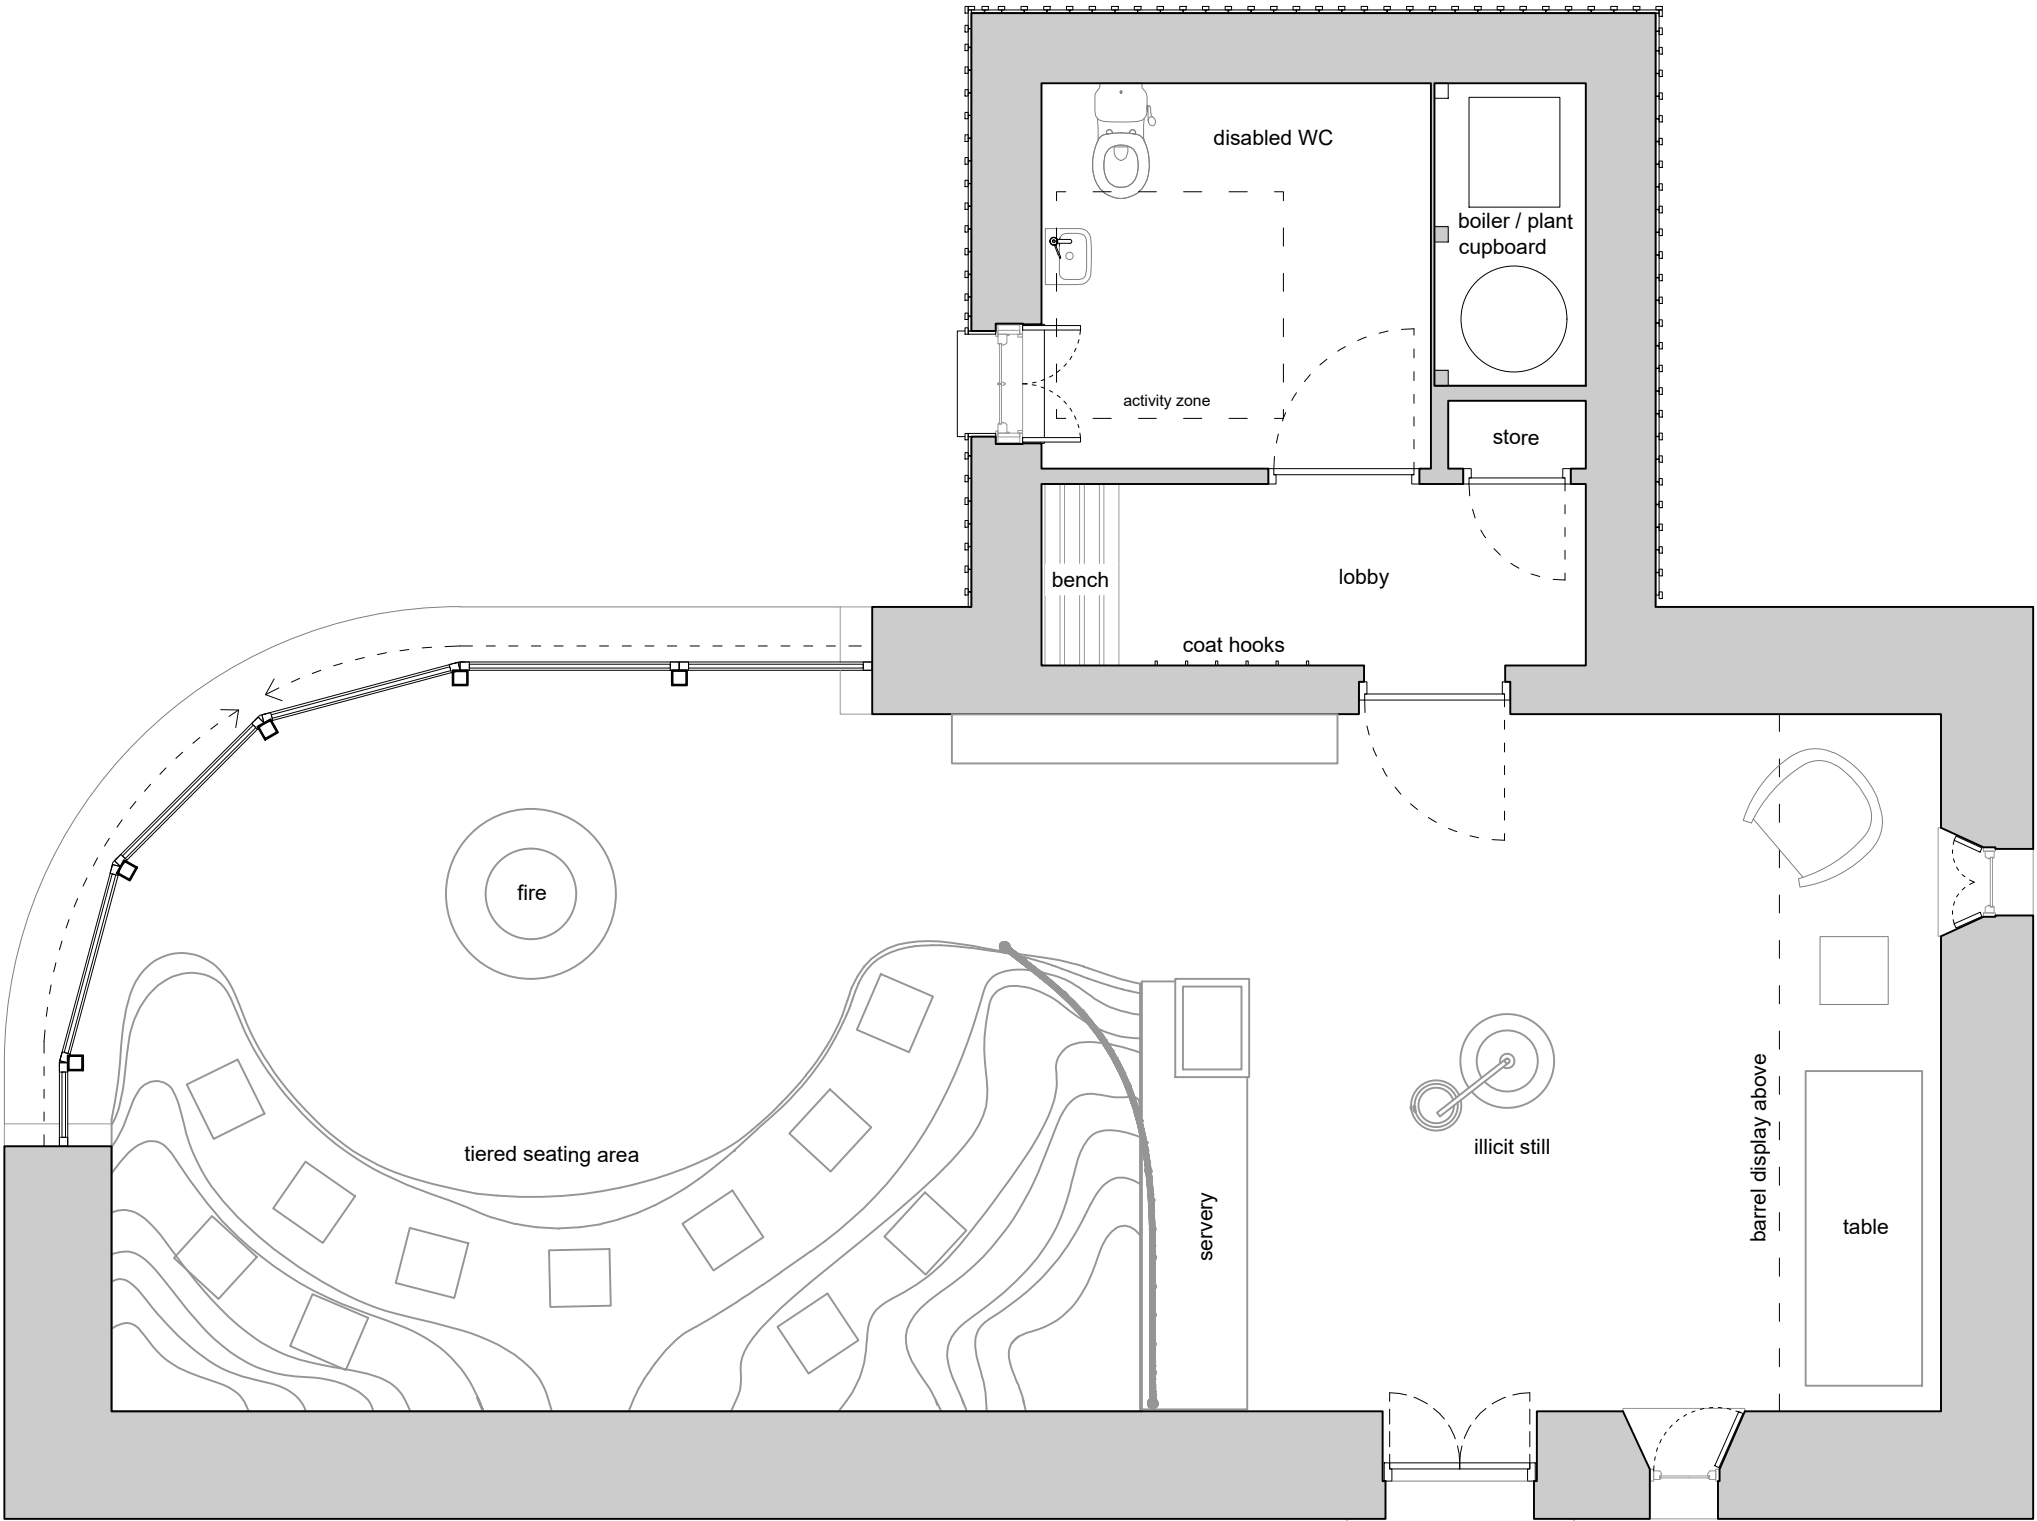 disabled WC
boiler / plant
cupboard
activity zone
store
bench
lobby
coat hooks
fire
tiered seating area
servery
illicit still
barrel display above
table